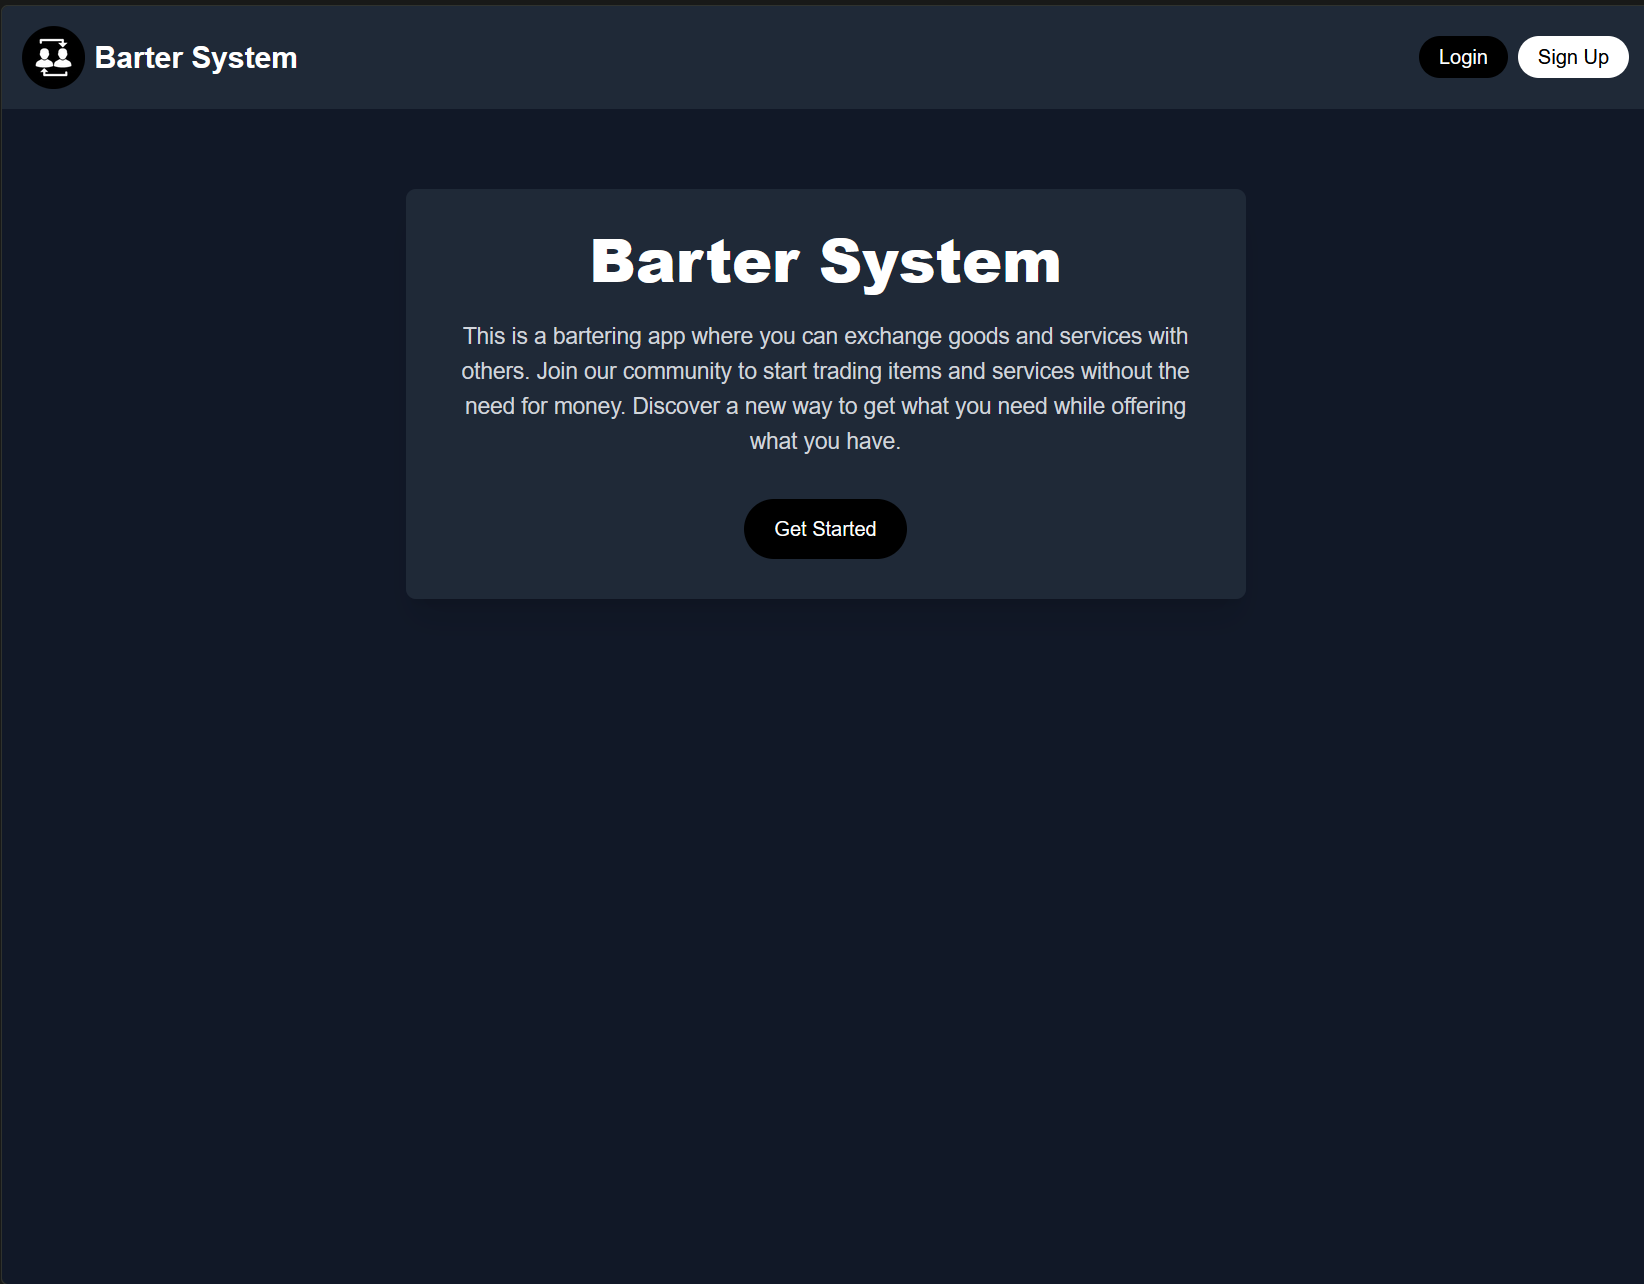 Barter System
Login
Sign Up
Barter System
This is a bartering app where you can exchange goods and services with
others. Join our community to start trading items and services without the
need for money. Discover a new way to get what you need while offering
what you have.
Get Started